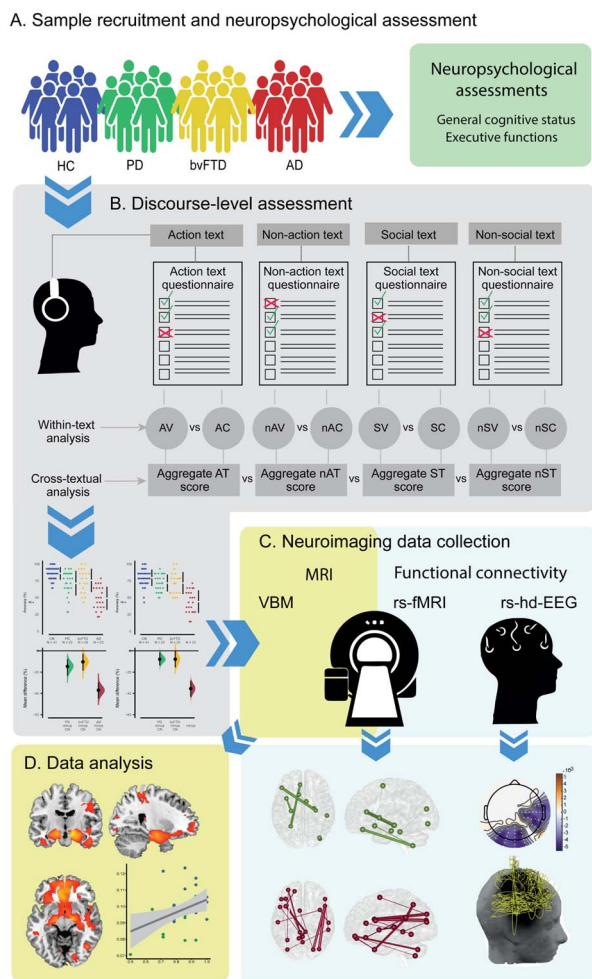 A. Sample recruitment and neuropsychological assessment
HC
PD
bvFTD
AD
Neuropsychological
assessments
General cognitive status
Executive functions
B. Discourse-level assessment
Action text
Non-action text
Social text
Non-social text
Action text
questionnaire
Non-action text
questionnaire
Social text
questionnaire
Non-social text
questionnaire
Within-text
analysis
AV vs AC
nAV vs nAC
SV vs SC
nSV vs nSC
Cross-textual
analysis
Aggregate AT
score
vs
Aggregate nAT
score
vs
Aggregate ST
score
vs
Aggregate nST
score
Mean difference (%)
Mean difference (%)
C. Neuroimaging data collection
MRI
Functional connectivity
VBM
rs-fMRI
rs-hd-EEG
D. Data analysis